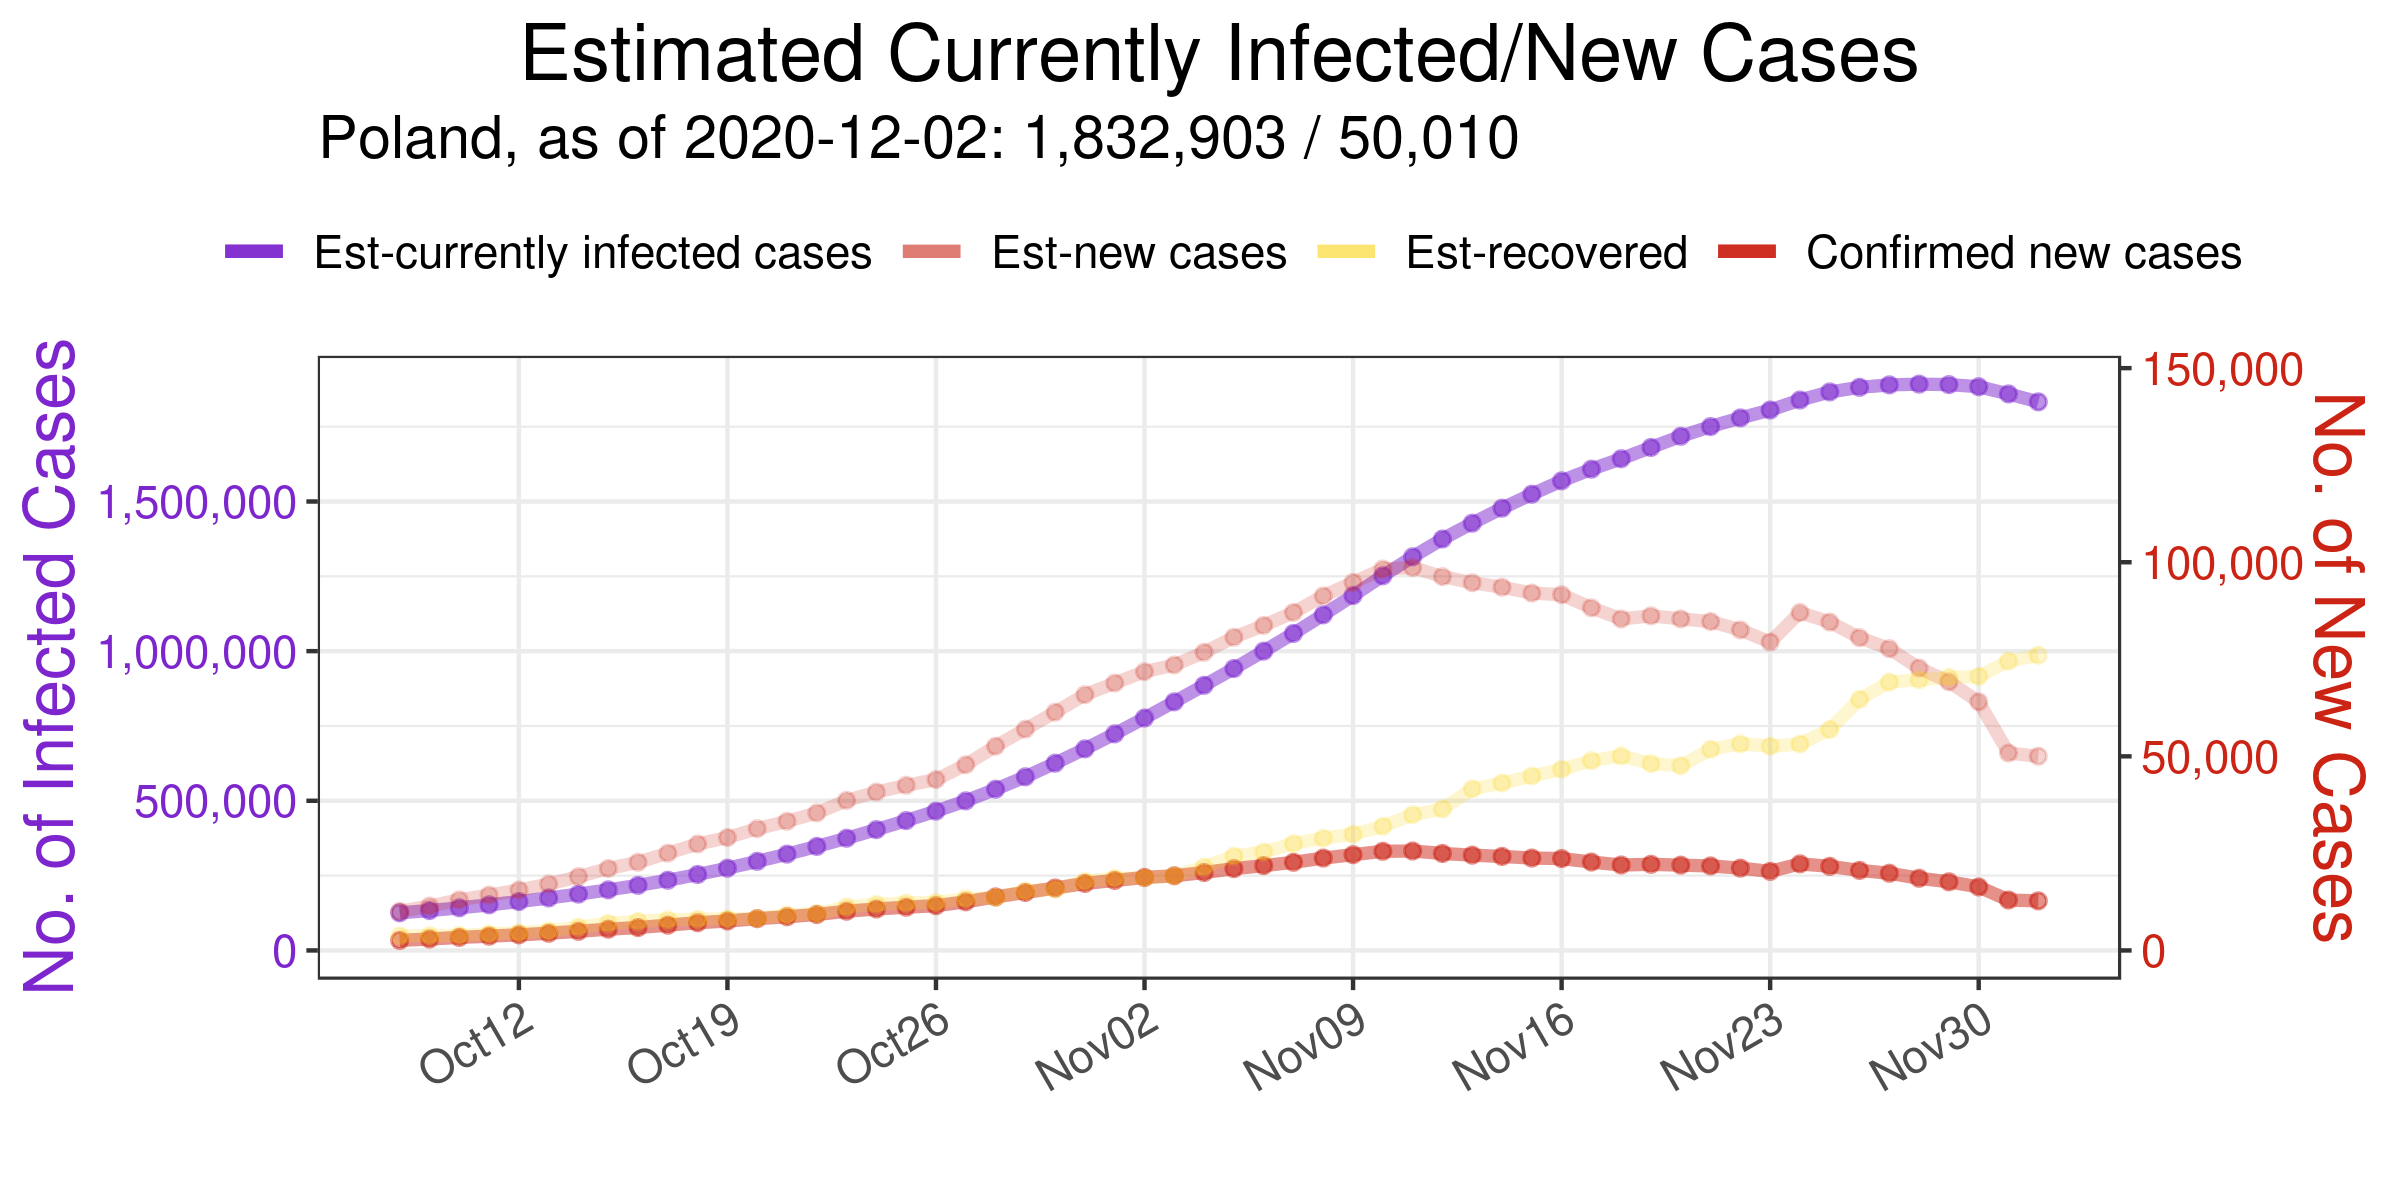 Estimated Currently Infected/New Cases
Poland, as of 2020-12-02: 1,832,903 / 50,010
Est-currently infected cases Est-new cases Est-recovered Confirmed new cases
No. of Infected Cases
1,500,000
1,000,000
500,000
0
150,000
100,000
50,000
0
No. of New Cases
Oct12 Oct19 Oct26 Nov02 Nov09 Nov16 Nov23 Nov30